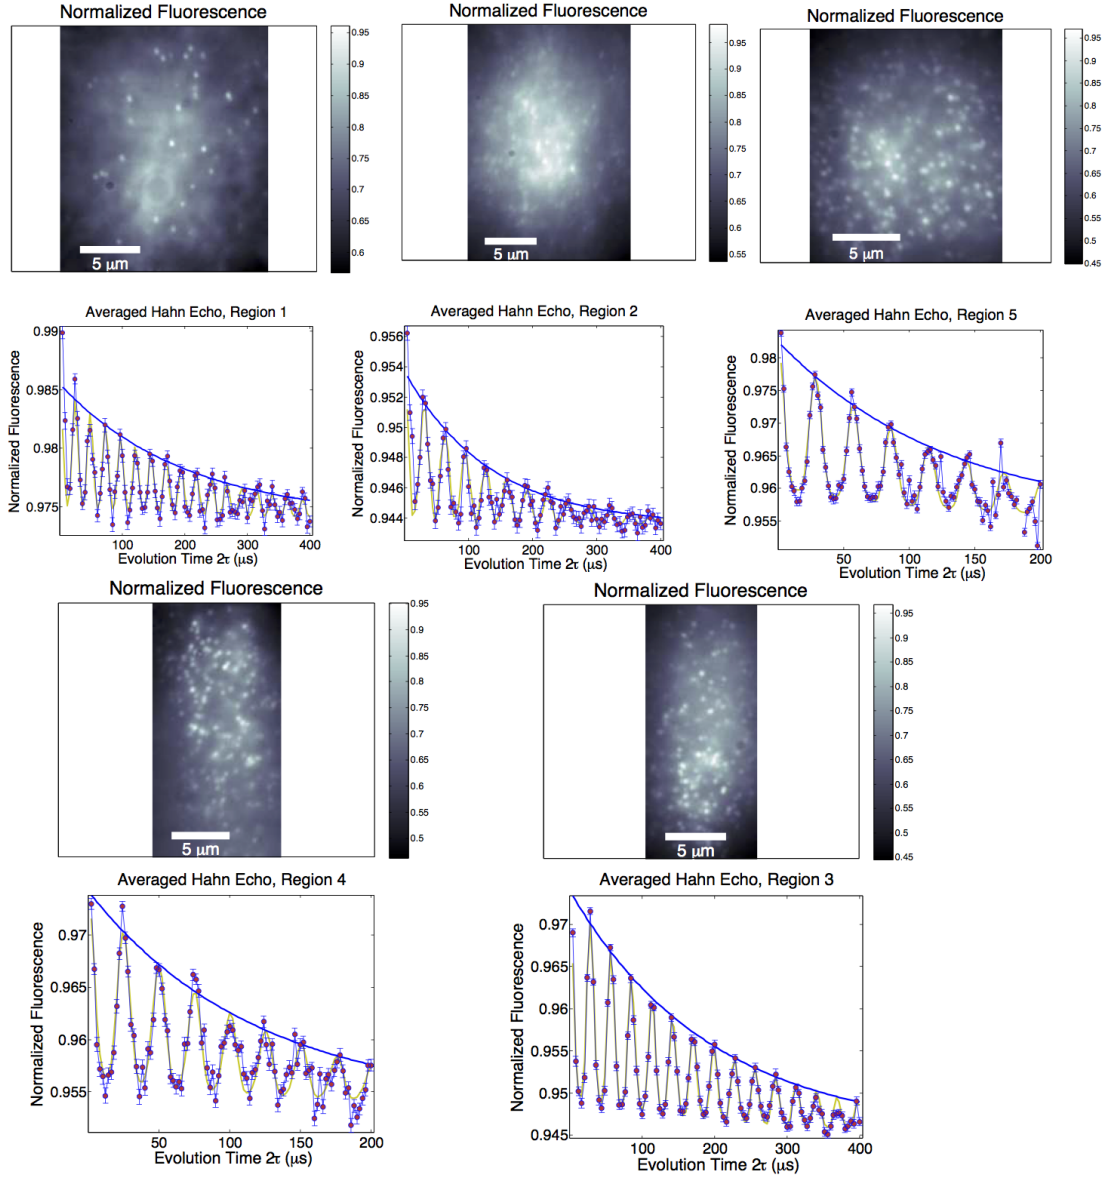 Normalized Fluorescence
0.95
0.9
0.85
0.8
0.75
0.7
0.65
0.6
5 μm
Normalized Fluorescence
0.95
0.9
0.85
0.8
0.75
0.7
0.65
0.6
0.55
5 μm
Normalized Fluorescence
0.95
0.9
0.85
0.8
0.75
0.7
0.65
0.6
0.55
0.5
0.45
5 μm
Averaged Hahn Echo, Region 1
Normalized Fluorescence
0.99
0.985
0.98
0.975
100 200 300 400
Evolution Time 2τ (μs)
Averaged Hahn Echo, Region 2
Normalized Fluorescence
0.956
0.954
0.952
0.95
0.948
0.946
0.944
100 200 300 400
Evolution Time 2τ (μs)
Averaged Hahn Echo, Region 5
Normalized Fluorescence
0.98
0.975
0.97
0.965
0.96
0.955
50 100 150 200
Evolution Time 2τ (μs)
Normalized Fluorescence
0.95
0.9
0.85
0.8
0.75
0.7
0.65
0.6
0.55
0.5
5 μm
Normalized Fluorescence
0.95
0.9
0.85
0.8
0.75
0.7
0.65
0.6
0.55
0.5
0.45
5 μm
Averaged Hahn Echo, Region 4
Normalized Fluorescence
0.97
0.965
0.96
0.955
50 100 150 200
Evolution Time 2τ (μs)
Averaged Hahn Echo, Region 3
Normalized Fluorescence
0.97
0.965
0.96
0.955
0.95
0.945
100 200 300 400
Evolution Time 2τ (μs)